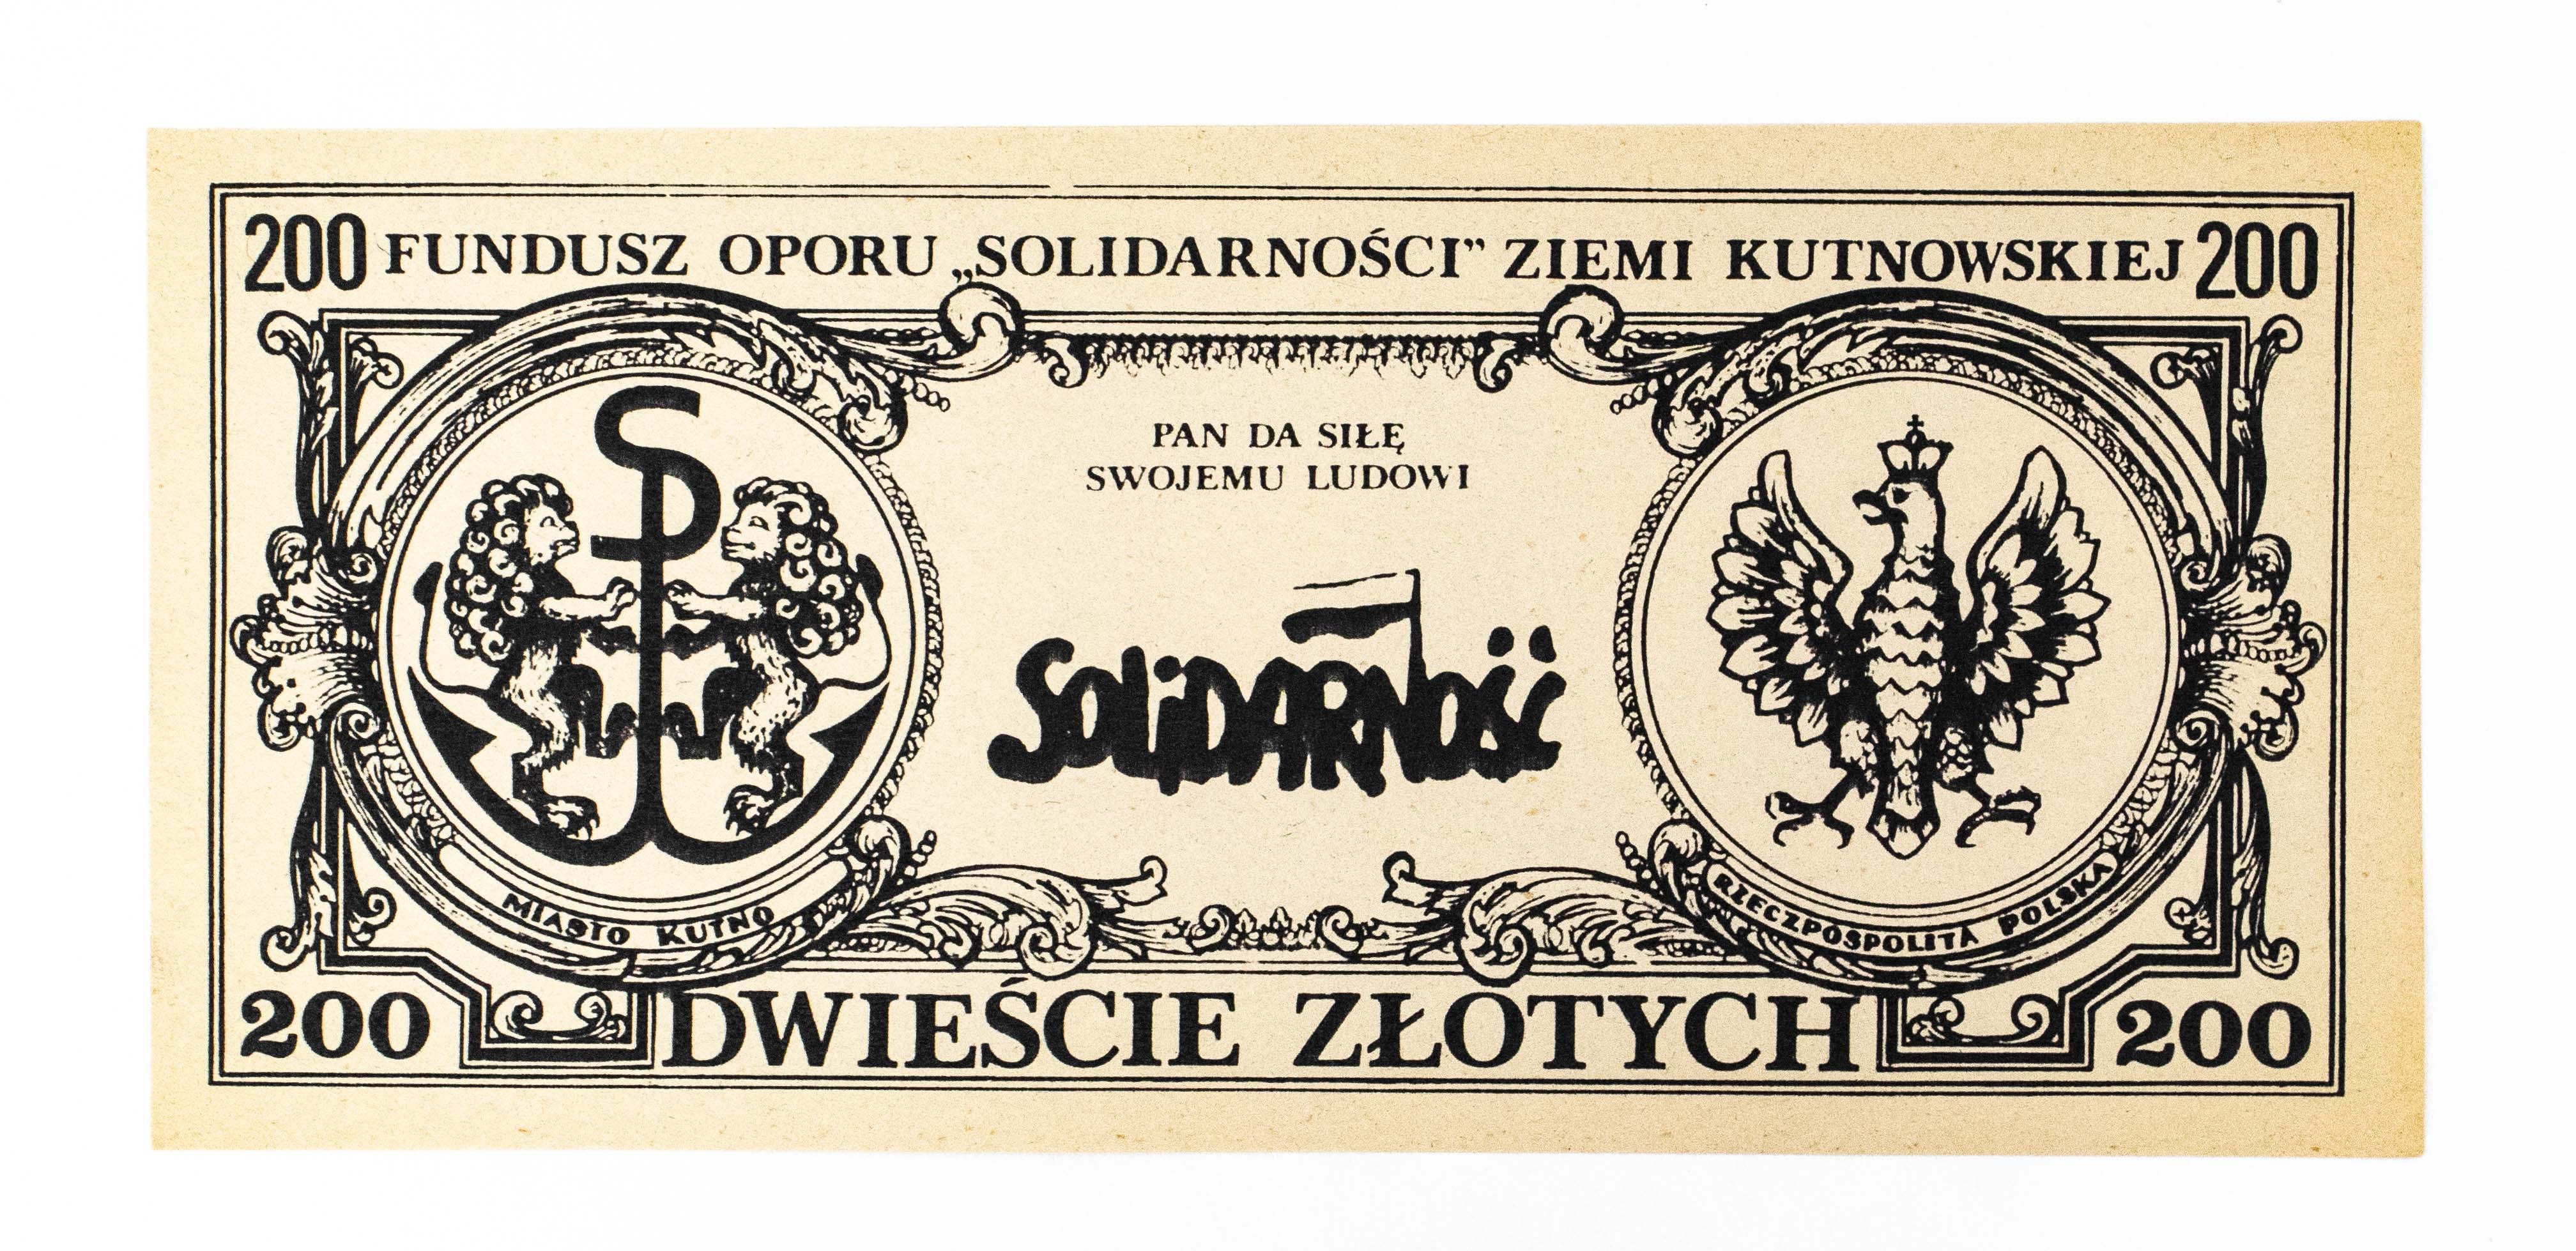 200 FUNDUSZ OPORU „SOLIDARNOŚCI” ZIEMI KUTNOWSKIEJ 200
PAN DA SIŁĘ
SWOJEMU LUDOWI
SOLIDARNOŚĆ
MIASTO KUTNO
RZECZPOSPOLITA POLSKA
200 DWIEŚCIE ZŁOTYCH 200